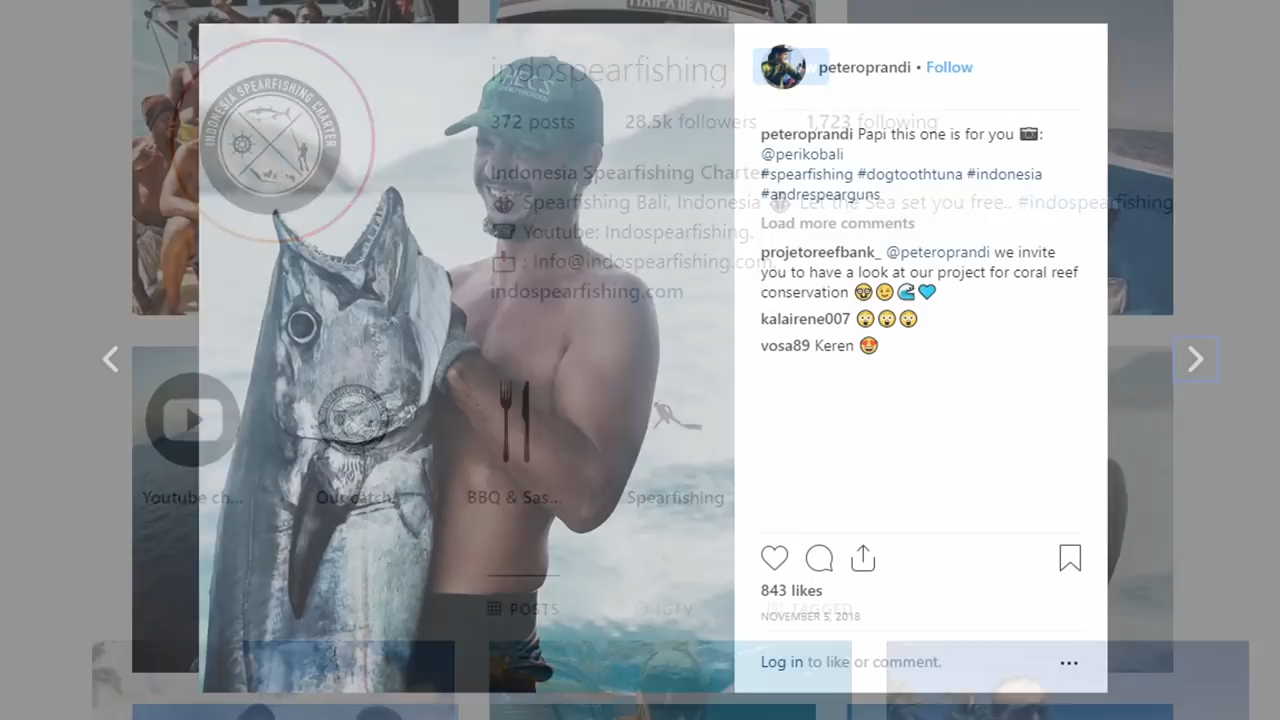 MAIPA DEAPATI
INDONESIA SPEARFISHING CHARTER
HECS
indospearfishing
372 posts 28.5k followers 1,723 following
Indonesia Spearfishing Charte
Spearfishing Bali, Indonesia Let the Sea set you free.. #indospearfishing
: Youtube: Indospearfishing.
: Info@indospearfishing.com
indospearfishing.com
Youtube ch... Our catch BBQ & Sas... Spearfishing
POSTS IGTV TAGGED
peteroprandi • Follow
peteroprandi Papi this one is for you 📷:
@perikobali
#spearfishing #dogtoothtuna #indonesia
#andrespearguns
Load more comments
projetoreefbank_ @peteroprandi we invite
you to have a look at our project for coral reef
conservation 🤓😉🌊💙
kalairene007 😮😮😮
vosa89 Keren 😍
843 likes
NOVEMBER 5, 2018
Log in to like or comment.